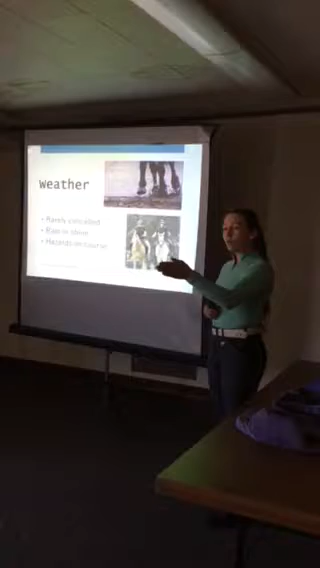 Weather
• Rarely cancelled
• Rain or shine
• Hazards on course